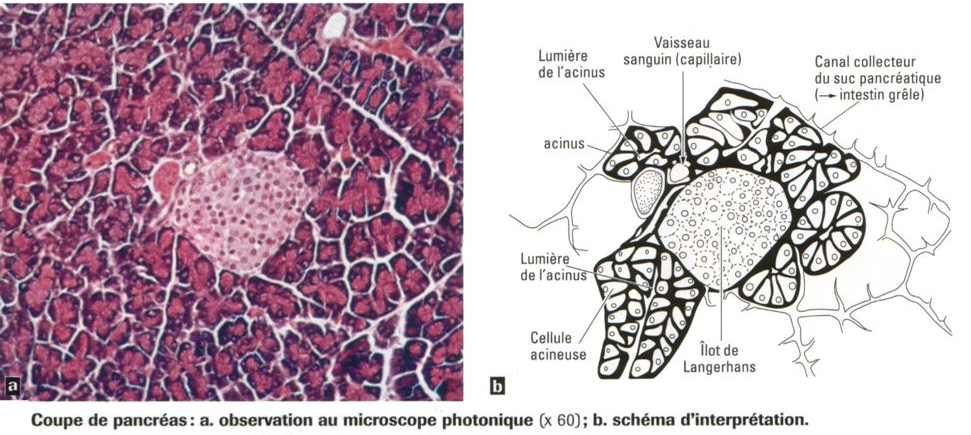 a
Lumière
de l'acinus
Vaisseau
sanguin (capillaire)
Canal collecteur
du suc pancréatique
(→ intestin grêle)
acinus
Lumière
de l'acinus
Cellule
acineuse
Îlot de
Langerhans
b
Coupe de pancréas : a. observation au microscope photonique (x 60) ; b. schéma d'interprétation.